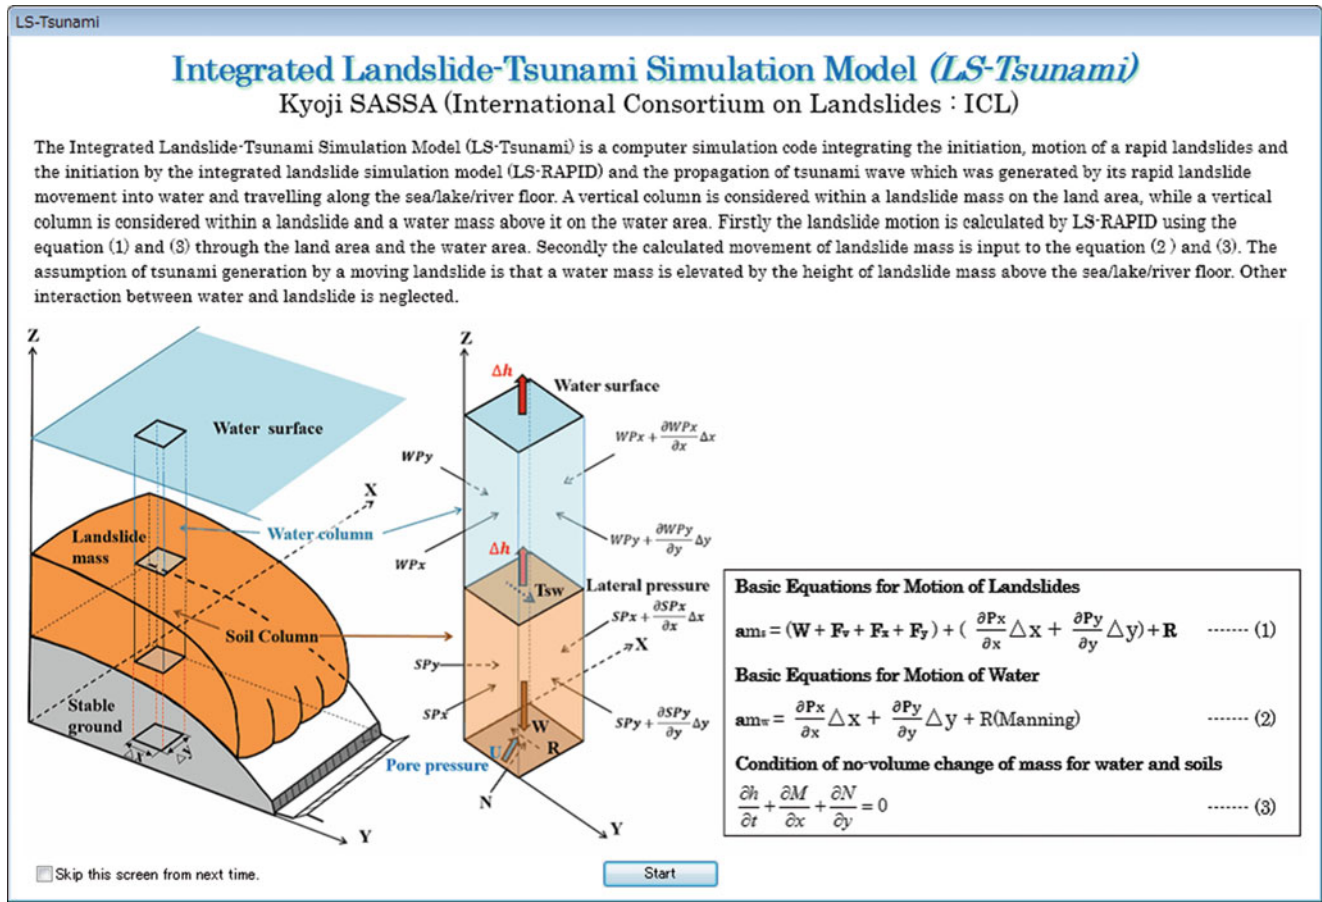 LS-Tsunami
Integrated Landslide-Tsunami Simulation Model (LS-Tsunami)
Kyoji SASSA (International Consortium on Landslides : ICL)
The Integrated Landslide-Tsunami Simulation Model (LS-Tsunami) is a computer simulation code integrating the initiation, motion of a rapid landslides and
the initiation by the integrated landslide simulation model (LS-RAPID) and the propagation of tsunami wave which was generated by its rapid landslide
movement into water and travelling along the sea/lake/river floor. A vertical column is considered within a landslide mass on the land area, while a vertical
column is considered within a landslide and a water mass above it on the water area. Firstly the landslide motion is calculated by LS-RAPID using the
equation (1) and (3) through the land area and the water area. Secondly the calculated movement of landslide mass is input to the equation (2 ) and (3). The
assumption of tsunami generation by a moving landslide is that a water mass is elevated by the height of landslide mass above the sea/lake/river floor. Other
interaction between water and landslide is neglected.
Z
Water surface
X
Water column
Landslide
mass
Soil Column
Stable
ground
Δx
Δy
Y
Z
Δh
Water surface
WPx + ∂WPx/∂x Δx
WPy
WPy + ∂WPy/∂y Δy
WPx
Δh
Tsw
Lateral pressure
SPx + ∂SPx/∂x Δx
X
SPy
SPx
SPy + ∂SPy/∂y Δy
W
R
U
Pore pressure
N
Y
Basic Equations for Motion of Landslides
am_s = (W + F_v + F_x + F_y) + ( ∂Px/∂x △x + ∂Py/∂y △y) + R ------- (1)
Basic Equations for Motion of Water
am_w = ∂Px/∂x △x + ∂Py/∂y △y + R(Manning) ------- (2)
Condition of no-volume change of mass for water and soils
∂h/∂t + ∂M/∂x + ∂N/∂y = 0 ------- (3)
Skip this screen from next time.
Start